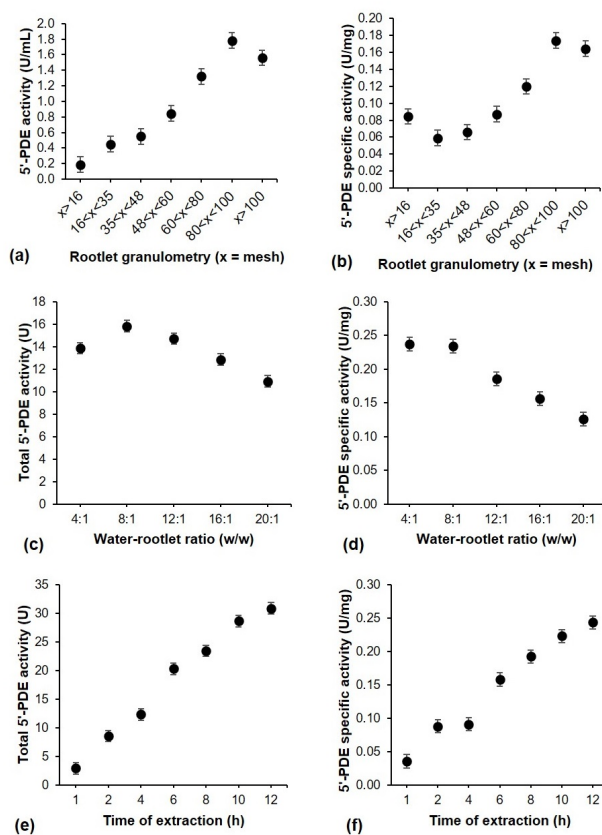 5'-PDE activity (U/mL)
2.0
1.8
1.6
1.4
1.2
1.0
0.8
0.6
0.4
0.2
0.0
x>16
16<x<35
35<x<48
48<x<60
60<x<80
80<x<100
x>100
(a)
Rootlet granulometry (x = mesh)
5'-PDE specific activity (U/mg)
0.20
0.18
0.16
0.14
0.12
0.10
0.08
0.06
0.04
0.02
0.00
x>16
16<x<35
35<x<48
48<x<60
60<x<80
80<x<100
x>100
(b)
Rootlet granulometry (x = mesh)
Total 5'-PDE activity (U)
18
16
14
12
10
8
6
4
2
0
4:1 8:1 12:1 16:1 20:1
(c)
Water-rootlet ratio (w/w)
5'-PDE specific activity (U/mg)
0.30
0.25
0.20
0.15
0.10
0.05
0.00
4:1 8:1 12:1 16:1 20:1
(d)
Water-rootlet ratio (w/w)
Total 5'-PDE activity (U)
35
30
25
20
15
10
5
0
1 2 4 6 8 10 12
(e)
Time of extraction (h)
5'-PDE specific activity (U/mg)
0.30
0.25
0.20
0.15
0.10
0.05
0.00
1 2 4 6 8 10 12
(f)
Time of extraction (h)